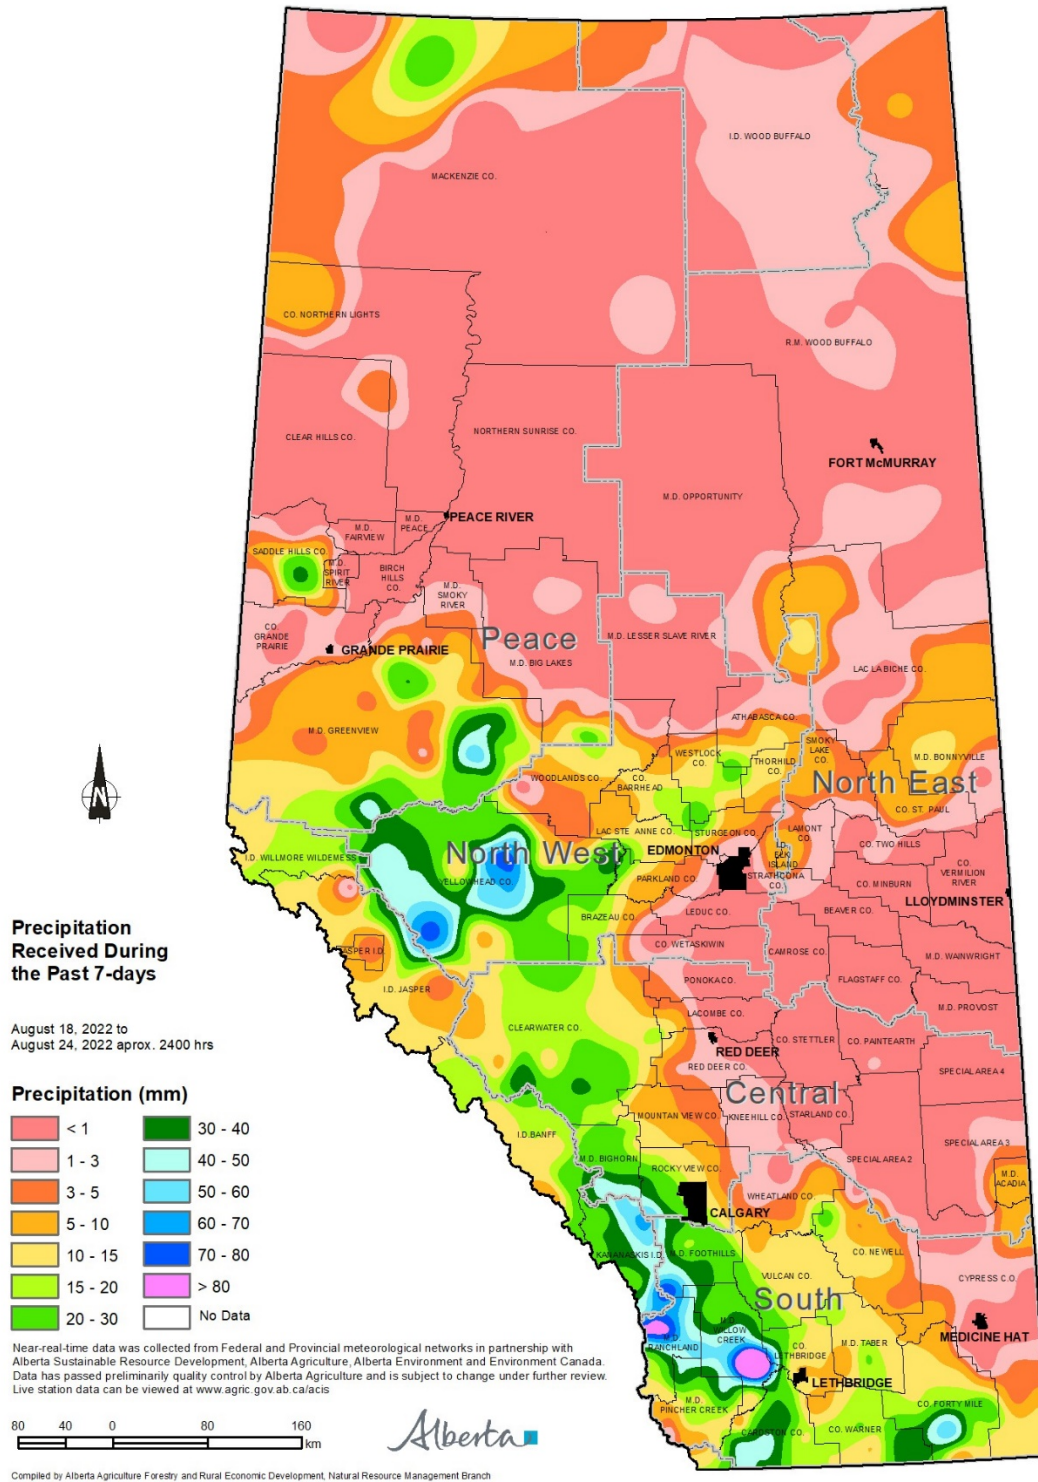 I.D. WOOD BUFFALO
MACKENZIE CO.
CO. NORTHERN LIGHTS
R.M. WOOD BUFFALO
CLEAR HILLS CO.
NORTHERN SUNRISE CO.
FORT McMURRAY
M.D. OPPORTUNITY
M.D.
PEACE
PEACE RIVER
M.D.
FAIRVIEW
SADDLE HILLS CO.
M.D.
SPIRIT
RIVER
BIRCH
HILLS
CO.
M.D.
SMOKY
RIVER
CO.
GRANDE
PRAIRIE
GRANDE PRAIRIE
Peace
M.D. LESSER SLAVE RIVER
M.D. BIG LAKES
LAC LA BICHE CO.
M.D. GREENVIEW
ATHABASCA CO.
WESTLOCK
CO.
SMOKY
LAKE
CO.
M.D. BONNYVILLE
THORHILD
CO.
WOODLANDS CO.
CO.
BARRHEAD
North East
CO. ST. PAUL
N
LAC STE ANNE CO.
STURGEON CO.
LAMONT
CO.
CO. TWO HILLS
I.D. WILLMORE WILDERNESS
North West
EDMONTON
I.D.
ELK
ISLAND
STRATHCONA
CO.
CO.
VERMILION
RIVER
YELLOWHEAD CO.
PARKLAND CO.
CO. MINBURN
LLOYDMINSTER
BRAZEAU CO.
LEDUC CO.
BEAVER CO.
Precipitation
Received During
the Past 7-days
JASPER I.D.
CO. WETASKIWIN
CAMROSE CO.
M.D. WAINWRIGHT
I.D. JASPER
PONOKA CO.
FLAGSTAFF CO.
M.D. PROVOST
August 18, 2022 to
August 24, 2022 aprox. 2400 hrs
CLEARWATER CO.
LACOMBE CO.
RED DEER
CO. STETTLER
CO. PAINTEARTH
RED DEER CO.
SPECIAL AREA 4
Central
Precipitation (mm)
< 1
1 - 3
3 - 5
5 - 10
10 - 15
15 - 20
20 - 30
30 - 40
40 - 50
50 - 60
60 - 70
70 - 80
> 80
No Data
MOUNTAIN VIEW CO.
KNEEHILL CO.
STARLAND CO.
I.D.BANFF
SPECIAL AREA 3
M.D. BIGHORN
ROCKY VIEW CO.
SPECIAL AREA 2
M.D.
ACADIA
WHEATLAND CO.
CALGARY
KANANASKIS I.D.
M.D. FOOTHILLS
CO. NEWELL
VULCAN CO.
CYPRESS C.O.
South
MEDICINE HAT
M.D.
WILLOW
CREEK
M.D.
RANCHLAND
CO.
LETHBRIDGE
M.D. TABER
LETHBRIDGE
M.D.
PINCHER CREEK
CO. FORTY MILE
CARDSTON CO.
CO. WARNER
Near-real-time data was collected from Federal and Provincial meteorological networks in partnership with
Alberta Sustainable Resource Development, Alberta Agriculture, Alberta Environment and Environment Canada.
Data has passed preliminarily quality control by Alberta Agriculture and is subject to change under further review.
Live station data can be viewed at www.agric.gov.ab.ca/acis
80 40 0 80 160
km
Alberta
Compiled by Alberta Agriculture Forestry and Rural Economic Development, Natural Resource Management Branch